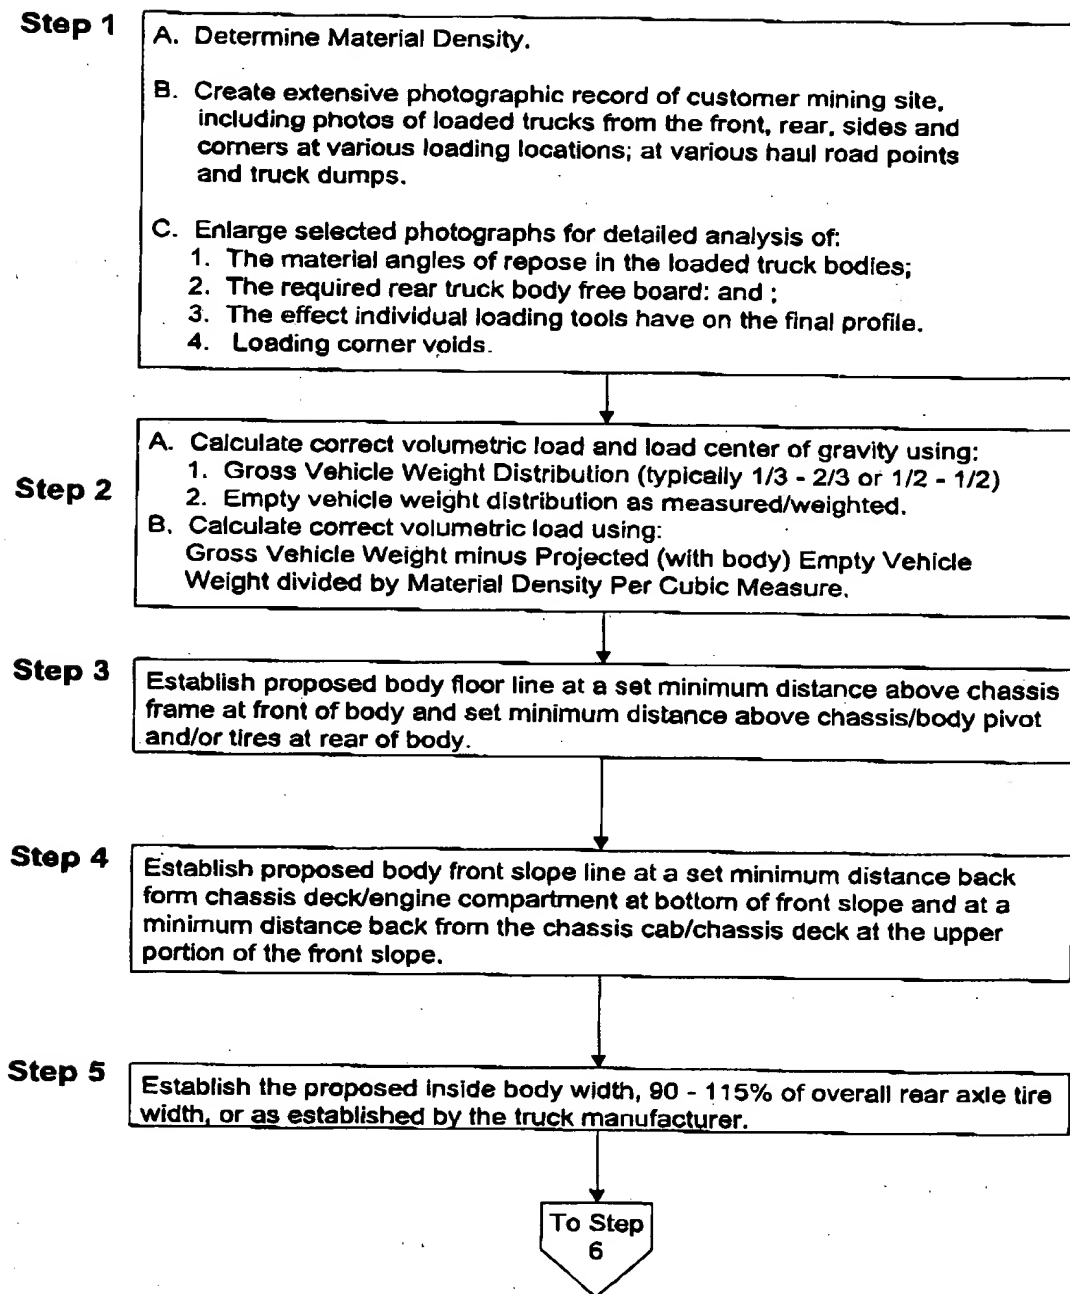 Step 1
A. Determine Material Density.
B. Create extensive photographic record of customer mining site,
including photos of loaded trucks from the front, rear, sides and
corners at various loading locations; at various haul road points
and truck dumps.
C. Enlarge selected photographs for detailed analysis of:
1. The material angles of repose in the loaded truck bodies;
2. The required rear truck body free board: and ;
3. The effect individual loading tools have on the final profile.
4. Loading corner voids.
Step 2
A. Calculate correct volumetric load and load center of gravity using:
1. Gross Vehicle Weight Distribution (typically 1/3 - 2/3 or 1/2 - 1/2)
2. Empty vehicle weight distribution as measured/weighted.
B. Calculate correct volumetric load using:
Gross Vehicle Weight minus Projected (with body) Empty Vehicle
Weight divided by Material Density Per Cubic Measure.
Step 3
Establish proposed body floor line at a set minimum distance above chassis
frame at front of body and set minimum distance above chassis/body pivot
and/or tires at rear of body.
Step 4
Establish proposed body front slope line at a set minimum distance back
form chassis deck/engine compartment at bottom of front slope and at a
minimum distance back from the chassis cab/chassis deck at the upper
portion of the front slope.
Step 5
Establish the proposed inside body width, 90 - 115% of overall rear axle tire
width, or as established by the truck manufacturer.
To Step
6